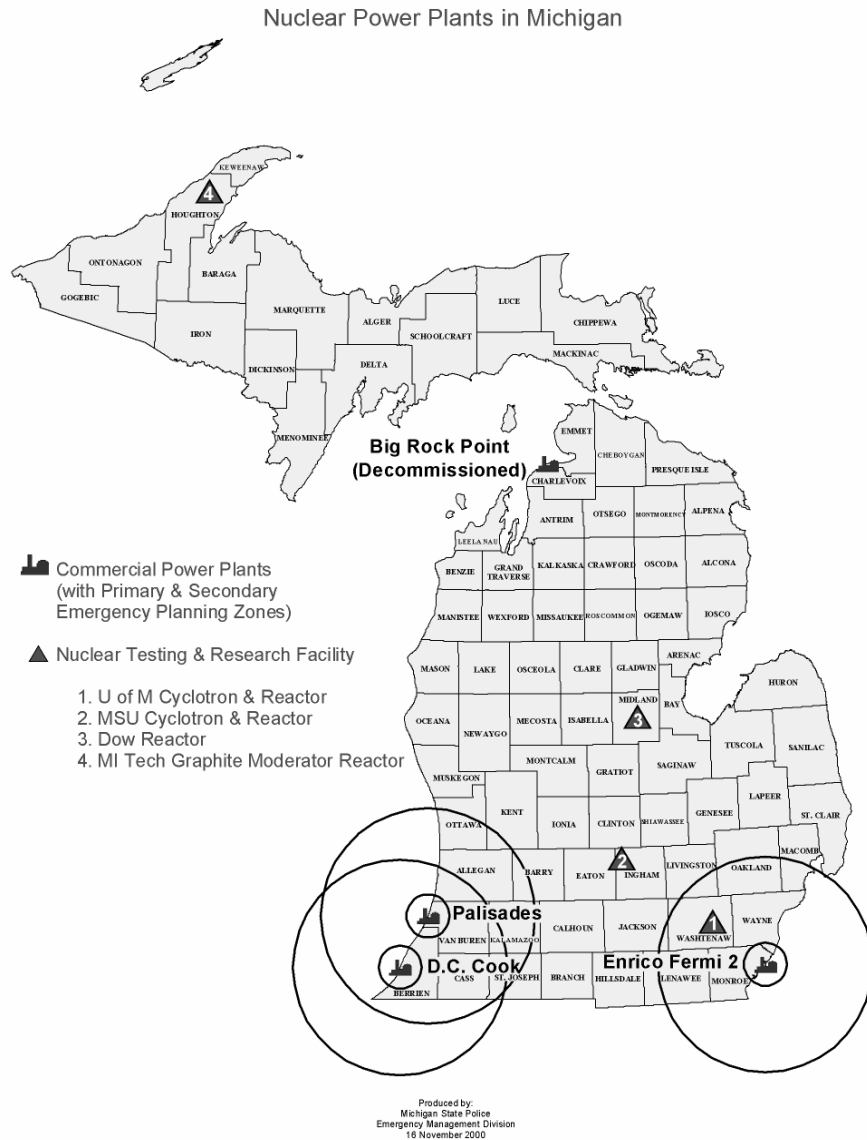 Nuclear Power Plants in Michigan
KEWEENAW
4
HOUGHTON
ONTONAGON
BARAGA
GOGEBIC
MARQUETTE
LUCE
ALGER
CHIPPEWA
IRON
SCHOOLCRAFT
MACKINAC
DICKINSON
DELTA
MENOMINEE
EMMET
Big Rock Point
(Decommissioned)
CHEBOYGAN
PRESQUE ISLE
CHARLEVOIX
ANTRIM
OTSEGO
MONTMORENCY
ALPENA
LEELANAU
BENZIE
GRAND
TRAVERSE
KALKASKA
CRAWFORD
OSCODA
ALCONA
MANISTEE
WEXFORD
MISSAUKEE
ROSCOMMON
OGEMAW
IOSCO
Commercial Power Plants
(with Primary & Secondary
Emergency Planning Zones)
Nuclear Testing & Research Facility
1. U of M Cyclotron & Reactor
2. MSU Cyclotron & Reactor
3. Dow Reactor
4. MI Tech Graphite Moderator Reactor
ARENAC
MASON
LAKE
OSCEOLA
CLARE
GLADWIN
HURON
MIDLAND
3
BAY
OCEANA
NEWAYGO
MECOSTA
ISABELLA
TUSCOLA
SANILAC
MONTCALM
GRATIOT
SAGINAW
MUSKEGON
LAPEER
KENT
GENESEE
ST. CLAIR
OTTAWA
IONIA
CLINTON
SHIAWASSEE
MACOMB
ALLEGAN
BARRY
EATON
2
INGHAM
LIVINGSTON
OAKLAND
Palisades
VAN BUREN
KALAMAZOO
CALHOUN
JACKSON
1
WASHTENAW
WAYNE
D.C. Cook
Enrico Fermi 2
BERRIEN
CASS
ST. JOSEPH
BRANCH
HILLSDALE
LENAWEE
MONROE
Produced by:
Michigan State Police
Emergency Management Division
16 November 2000